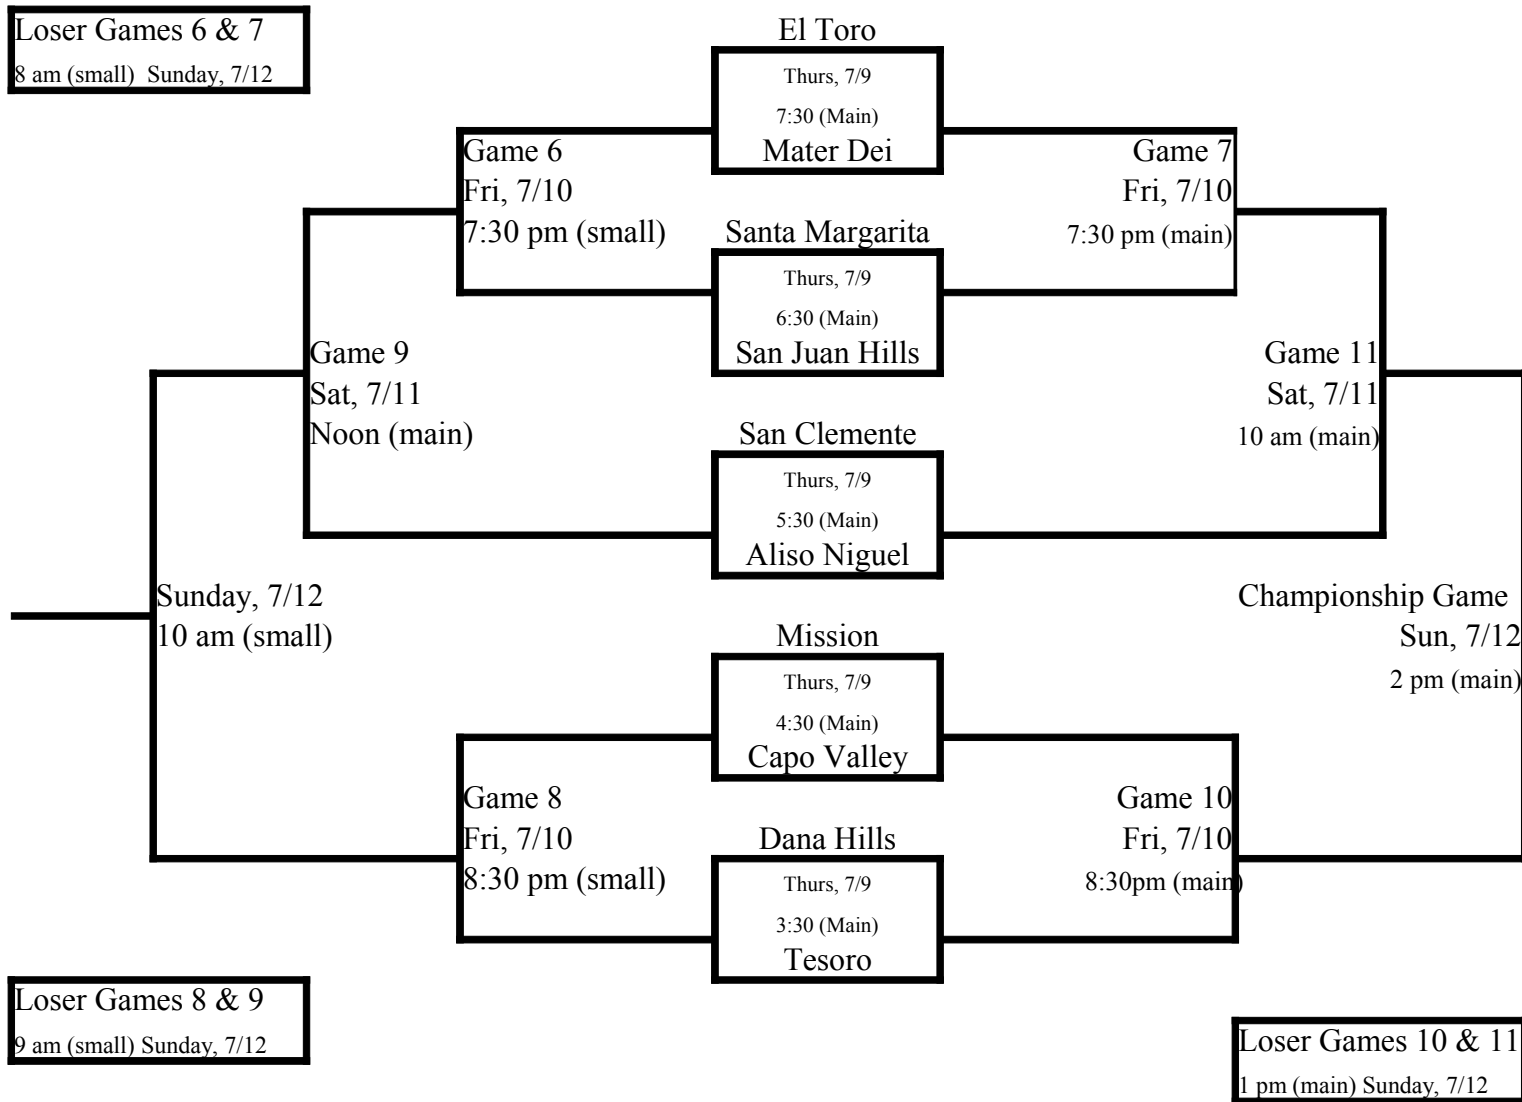 Loser Games 6 & 7
8 am (small)  Sunday, 7/12
El Toro
Thurs, 7/9
7:30 (Main)
Mater Dei
Game 6
Fri, 7/10
7:30 pm (small)
Game 7
Fri, 7/10
7:30 pm (main)
Santa Margarita
Thurs, 7/9
6:30 (Main)
San Juan Hills
Game 9
Sat, 7/11
Noon (main)
Game 11
Sat, 7/11
10 am (main)
San Clemente
Thurs, 7/9
5:30 (Main)
Aliso Niguel
Sunday, 7/12
10 am (small)
Championship Game
Sun, 7/12
2 pm (main)
Mission
Thurs, 7/9
4:30 (Main)
Capo Valley
Game 8
Fri, 7/10
8:30 pm (small)
Game 10
Fri, 7/10
8:30pm (main)
Dana Hills
Thurs, 7/9
3:30 (Main)
Tesoro
Loser Games 8 & 9
9 am (small) Sunday, 7/12
Loser Games 10 & 11
1 pm (main) Sunday, 7/12